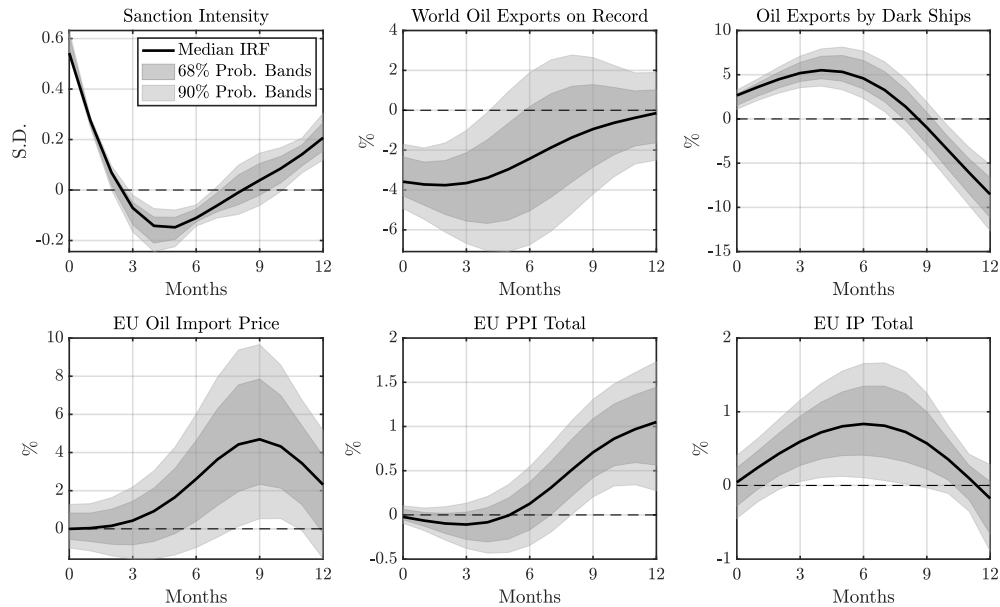 Sanction Intensity
0.6
0.4
0.2
0
-0.2
S.D.
Median IRF
68% Prob. Bands
90% Prob. Bands
0 3 6 9 12
Months
World Oil Exports on Record
4
2
0
-2
-4
-6
%
0 3 6 9 12
Months
Oil Exports by Dark Ships
10
5
0
-5
-10
-15
%
0 3 6 9 12
Months
EU Oil Import Price
10
8
6
4
2
0
%
0 3 6 9 12
Months
EU PPI Total
2
1.5
1
0.5
0
-0.5
%
0 3 6 9 12
Months
EU IP Total
2
1
0
-1
%
0 3 6 9 12
Months